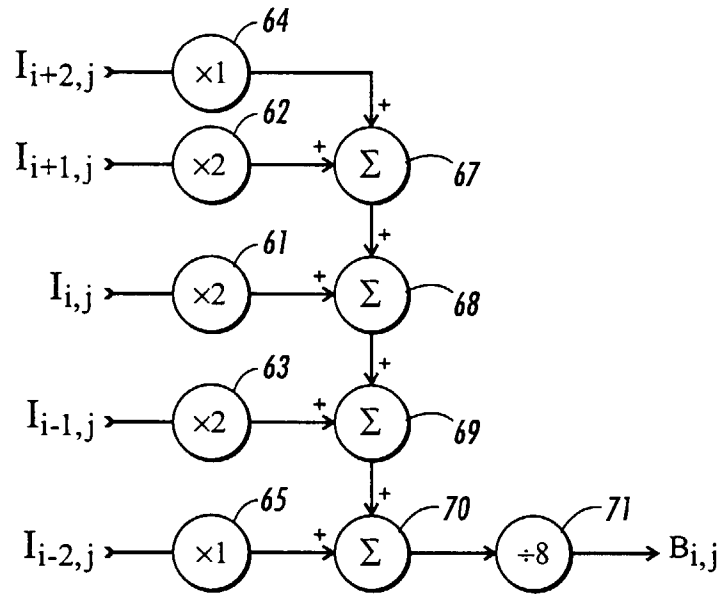 64
I_{i+2,j} ×1
+
62
I_{i+1,j} ×2 + Σ 67
+
61
I_{i,j} ×2 + Σ 68
+
63
I_{i-1,j} ×2 + Σ 69
+
65 70 71
I_{i-2,j} ×1 + Σ ÷8 B_{i,j}